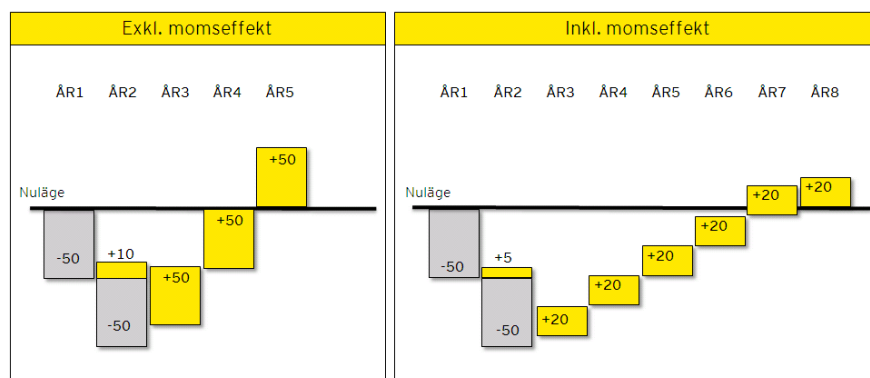 Exkl. momseffekt
ÅR1 ÅR2 ÅR3 ÅR4 ÅR5
+50
Nuläge
+50
-50
+10
+50
-50
Inkl. momseffekt
ÅR1 ÅR2 ÅR3 ÅR4 ÅR5 ÅR6 ÅR7 ÅR8
Nuläge
+20
+20
+20
-50
+5
+20
+20
+20
-50